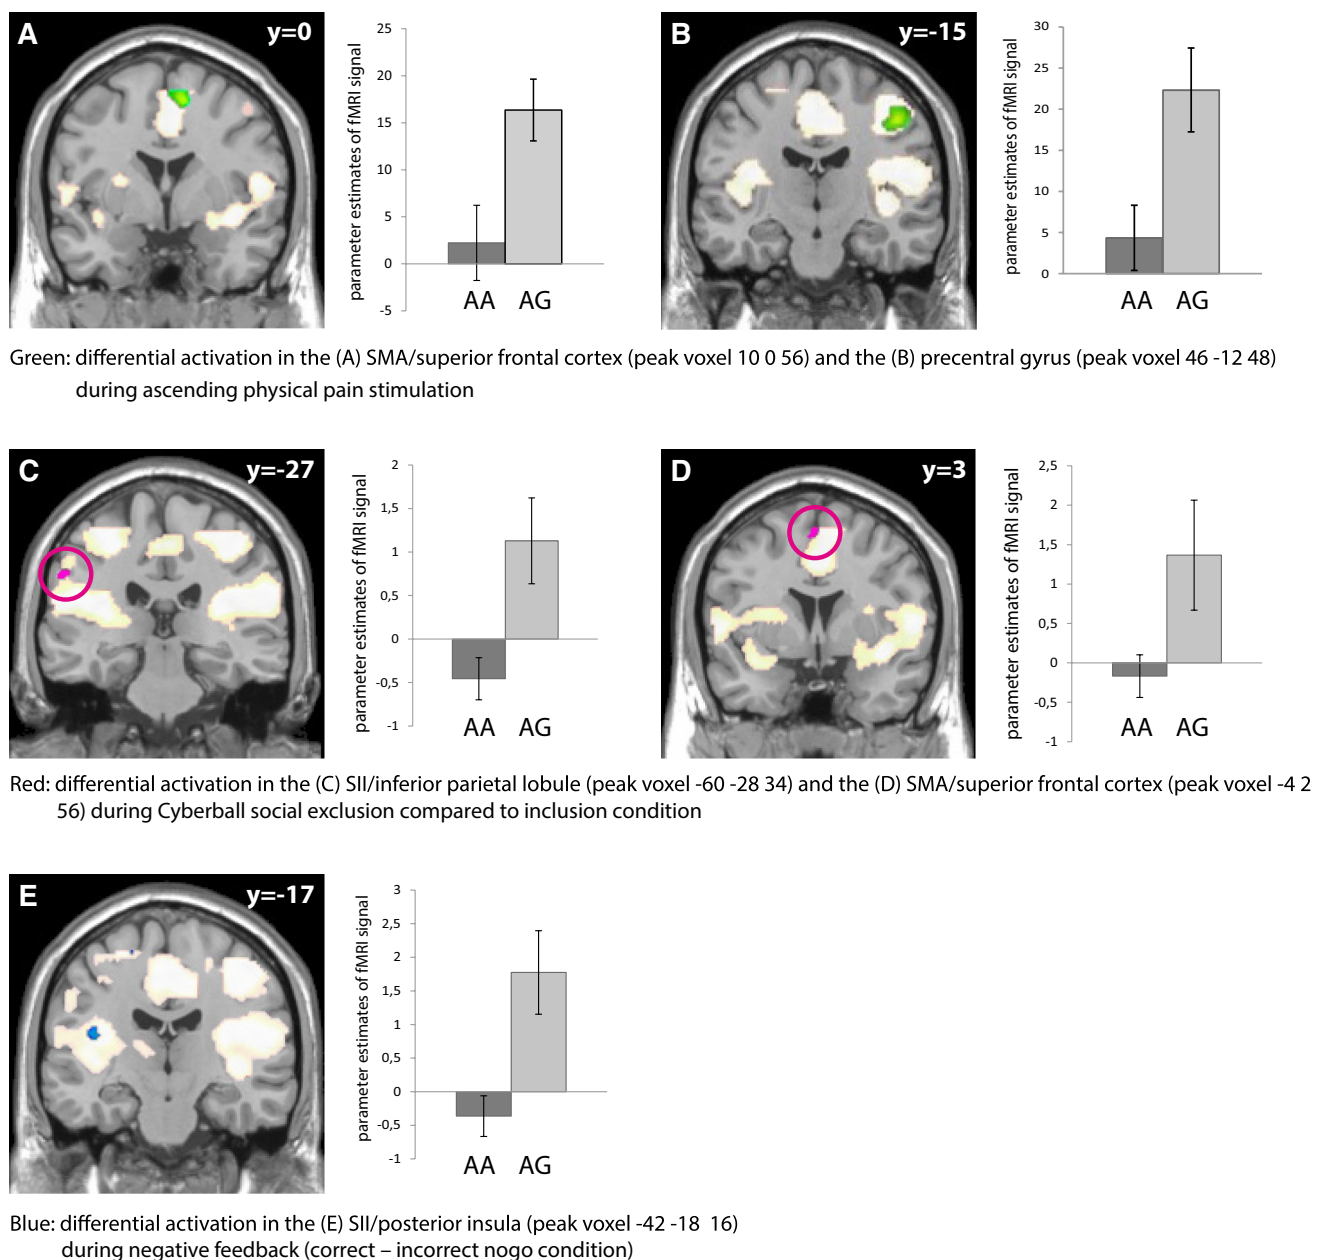 A
y=0
parameter estimates of fMRI signal
25
20
15
10
5
0
-5
AA AG
B
y=-15
parameter estimates of fMRI signal
30
25
20
15
10
5
0
AA AG
Green: differential activation in the (A) SMA/superior frontal cortex (peak voxel 10 0 56) and the (B) precentral gyrus (peak voxel 46 -12 48)
during ascending physical pain stimulation
C
y=-27
parameter estimates of fMRI signal
2
1,5
1
0,5
0
-0,5
-1
AA AG
D
y=3
parameter estimates of fMRI signal
2,5
2
1,5
1
0,5
0
-0,5
-1
AA AG
Red: differential activation in the (C) SII/inferior parietal lobule (peak voxel -60 -28 34) and the (D) SMA/superior frontal cortex (peak voxel -4 2
56) during Cyberball social exclusion compared to inclusion condition
E
y=-17
parameter estimates of fMRI signal
3
2,5
2
1,5
1
0,5
0
-0,5
-1
AA AG
Blue: differential activation in the (E) SII/posterior insula (peak voxel -42 -18 16)
during negative feedback (correct – incorrect nogo condition)